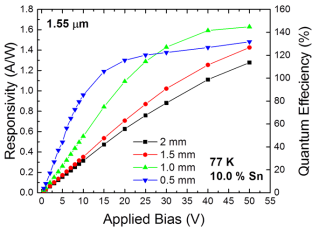 1.55 μm
Responsivity (A/W)
1.8
1.6
1.4
1.2
1.0
0.8
0.6
0.4
0.2
0.0
160
140
120
100
80
60
40
20
0
Quantum Effeciency (%)
2 mm
1.5 mm
1.0 mm
0.5 mm
77 K
10.0 % Sn
0 5 10 15 20 25 30 35 40 45 50 55
Applied Bias (V)